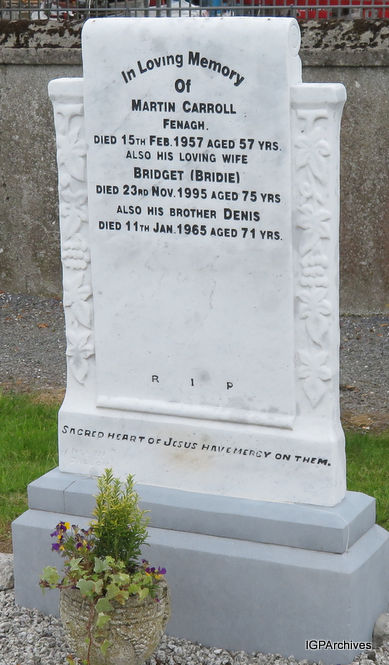 In Loving Memory
Of
Martin Carroll
Fenagh.
Died 15th Feb. 1957 aged 57 yrs.
also his loving wife
Bridget (Bridie)
Died 23rd Nov. 1995 aged 75 yrs
also his brother Denis
Died 11th Jan. 1965 aged 71 yrs.
R I P
Sacred Heart of Jesus have mercy on them.
IGPArchives.